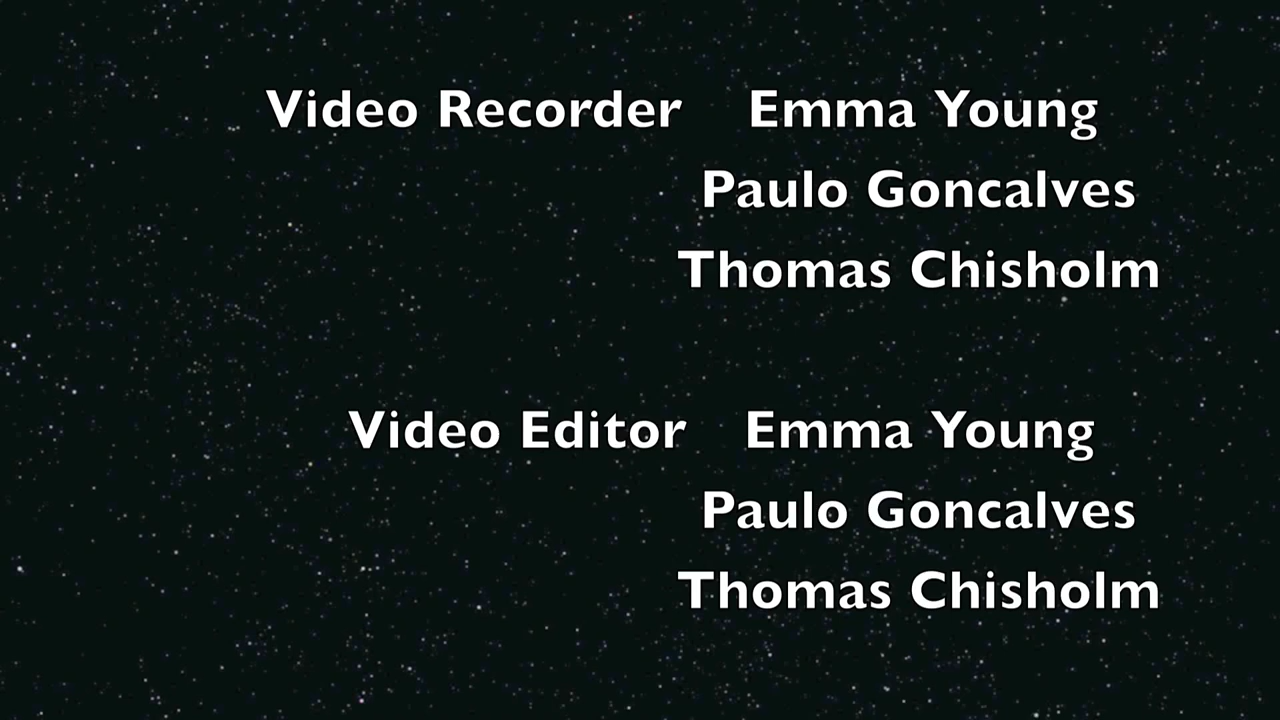 Video Recorder Emma Young
Paulo Goncalves
Thomas Chisholm
Video Editor Emma Young
Paulo Goncalves
Thomas Chisholm